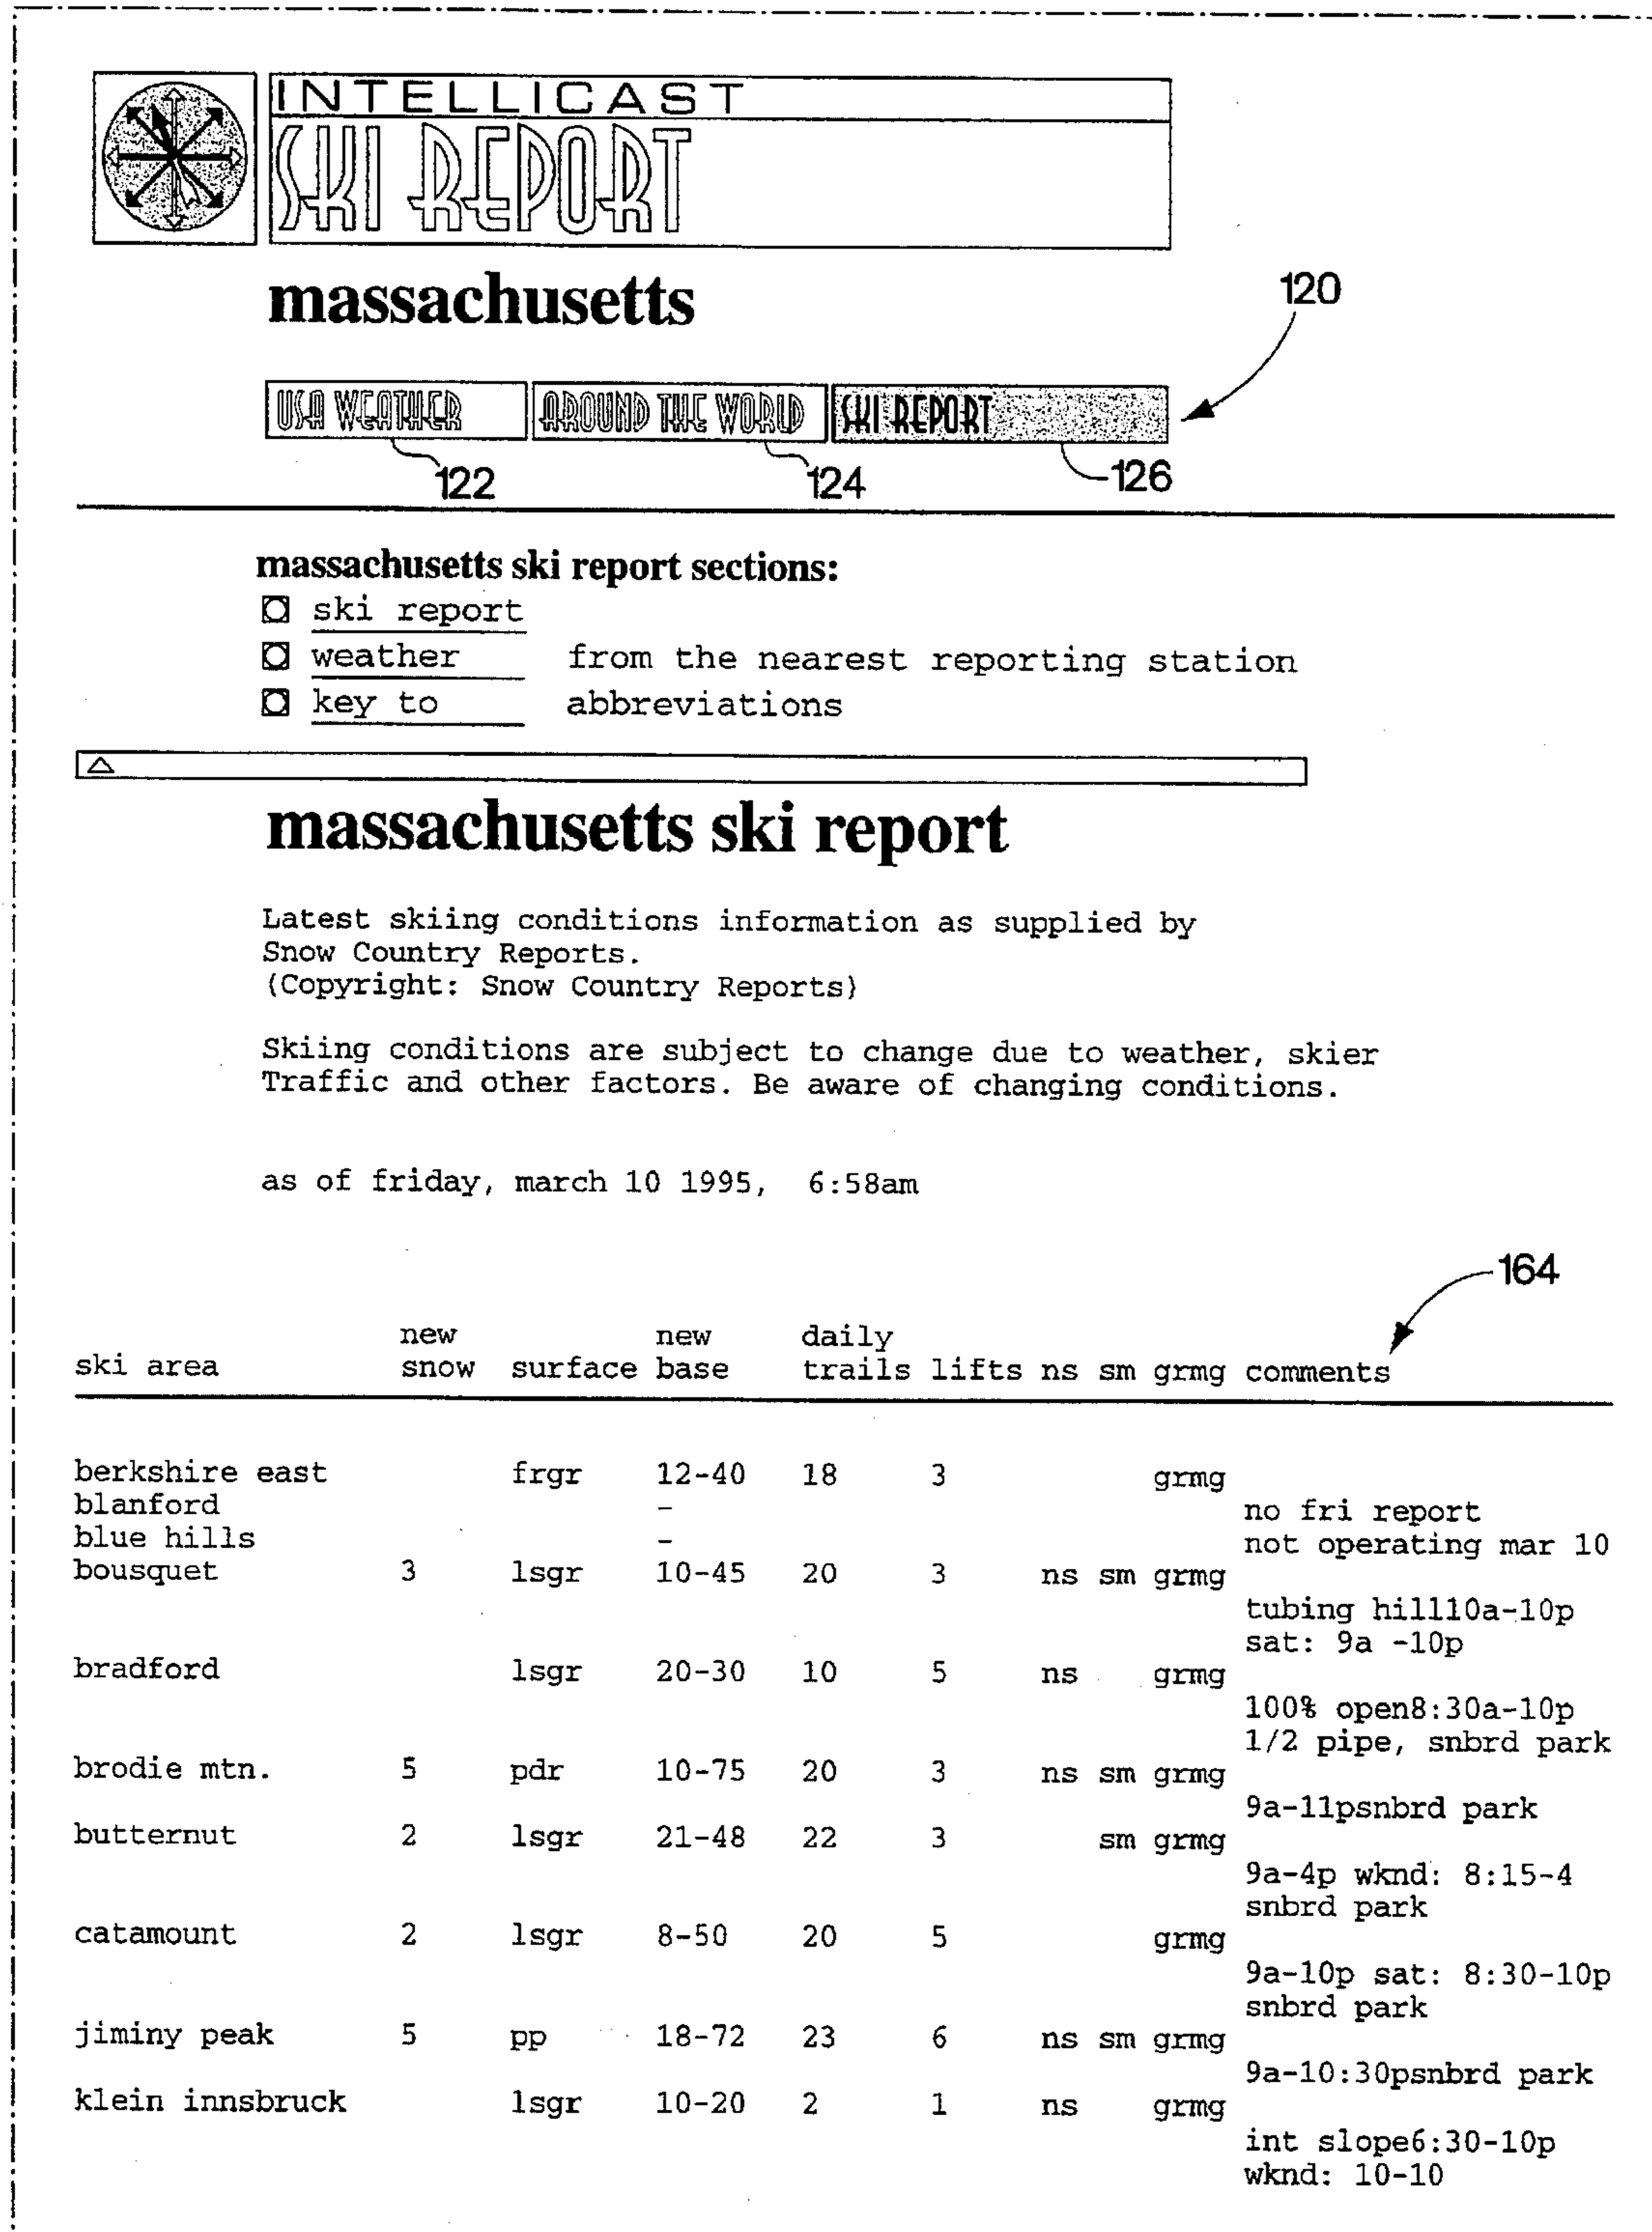 INTELLICAST
SKI REPORT
massachusetts
120
USA WEATHER AROUND THE WORLD SKI REPORT
122 124 126
massachusetts ski report sections:
ski report
weather from the nearest reporting station
key to abbreviations
massachusetts ski report
Latest skiing conditions information as supplied by
Snow Country Reports.
(Copyright: Snow Country Reports)
Skiing conditions are subject to change due to weather, skier
Traffic and other factors. Be aware of changing conditions.
as of friday, march 10 1995, 6:58am
164
new new daily
ski area snow surface base trails lifts ns sm grmg comments
berkshire east frgr 12-40 18 3 grmg
blanford - no fri report
blue hills - not operating mar 10
bousquet 3 lsgr 10-45 20 3 ns sm grmg
tubing hill10a-10p
sat: 9a -10p
bradford lsgr 20-30 10 5 ns grmg
100% open8:30a-10p
1/2 pipe, snbrd park
brodie mtn. 5 pdr 10-75 20 3 ns sm grmg
9a-11psnbrd park
butternut 2 lsgr 21-48 22 3 sm grmg
9a-4p wknd: 8:15-4
snbrd park
catamount 2 lsgr 8-50 20 5 grmg
9a-10p sat: 8:30-10p
snbrd park
jiminy peak 5 pp 18-72 23 6 ns sm grmg
9a-10:30psnbrd park
klein innsbruck lsgr 10-20 2 1 ns grmg
int slope6:30-10p
wknd: 10-10